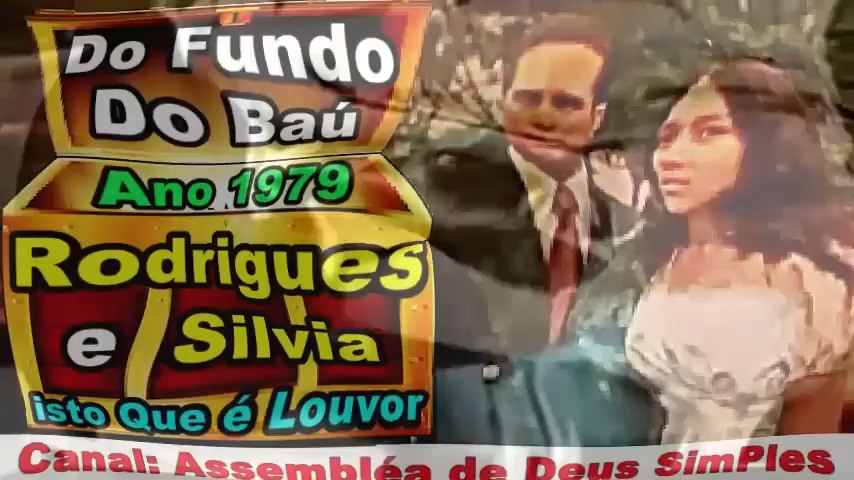 Do Fundo
Do Baú
Ano 1979
Rodrigues
e Silvia
isto Que é Louvor
Canal: Assembléa de Deus SimPles